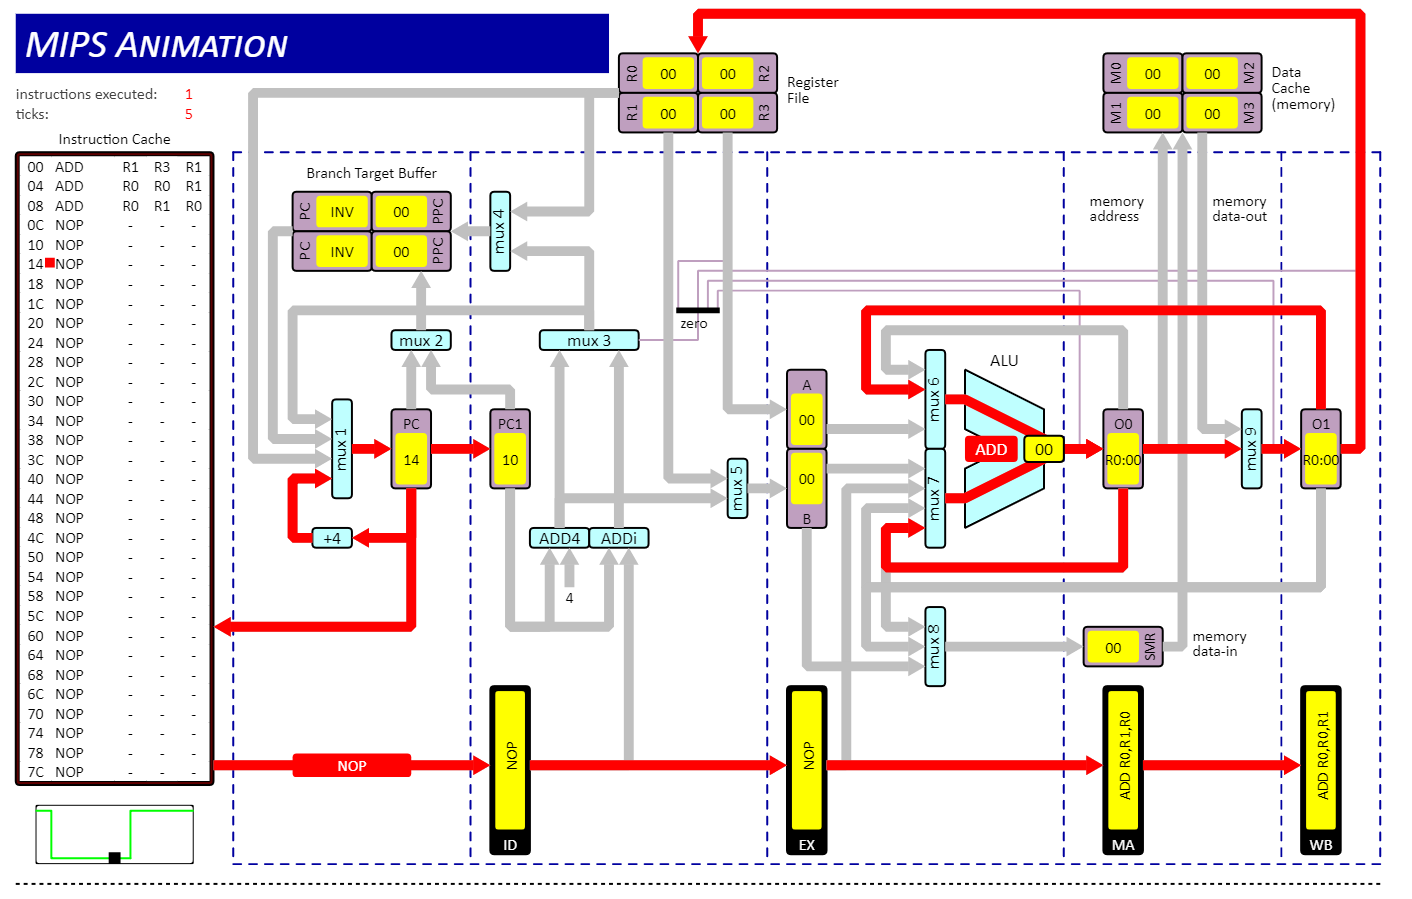 MIPS ANIMATION
instructions executed: 1
ticks: 5
Instruction Cache
00 ADD R1 R3 R1
04 ADD R0 R0 R1
08 ADD R0 R1 R0
0C NOP - - -
10 NOP - - -
14 NOP - - -
18 NOP - - -
1C NOP - - -
20 NOP - - -
24 NOP - - -
28 NOP - - -
2C NOP - - -
30 NOP - - -
34 NOP - - -
38 NOP - - -
3C NOP - - -
40 NOP - - -
44 NOP - - -
48 NOP - - -
4C NOP - - -
50 NOP - - -
54 NOP - - -
58 NOP - - -
5C NOP - - -
60 NOP - - -
64 NOP - - -
68 NOP - - -
6C NOP - - -
70 NOP - - -
74 NOP - - -
78 NOP - - -
7C NOP - - -
R0 00 00 R2
R1 00 00 R3
Register
File
M0 00 00 M2
M1 00 00 M3
Data
Cache
(memory)
Branch Target Buffer
PC INV 00 PPC
PC INV 00 PPC
mux 4
memory
address
memory
data-out
zero
mux 2
mux 3
ALU
mux 1
PC
14
PC1
10
mux 5
A
00
00
B
mux 6
mux 7
ADD
00
O0
R0:00
mux 9
O1
R0:00
+4
ADD4
ADDi
4
mux 8
00 SMR
memory
data-in
NOP
NOP
ID
NOP
EX
ADD R0,R1,R0
MA
ADD R0,R0,R1
WB